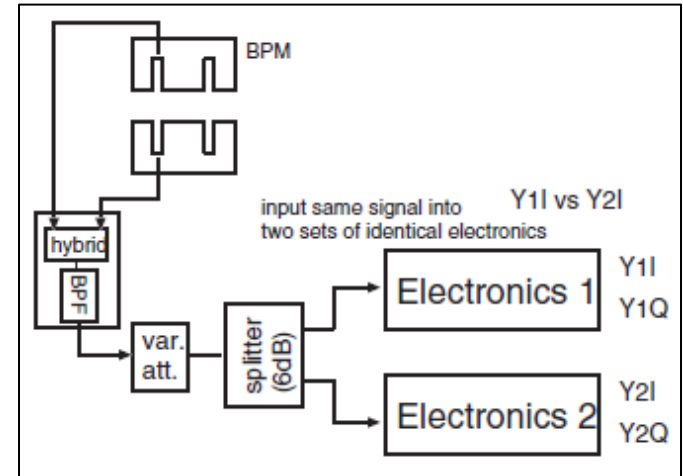 BPM
input same signal into
two sets of identical electronics
Y1I vs Y2I
hybrid
BPF
var.
att.
splitter
(6dB)
Electronics 1
Y1I
Y1Q
Electronics 2
Y2I
Y2Q